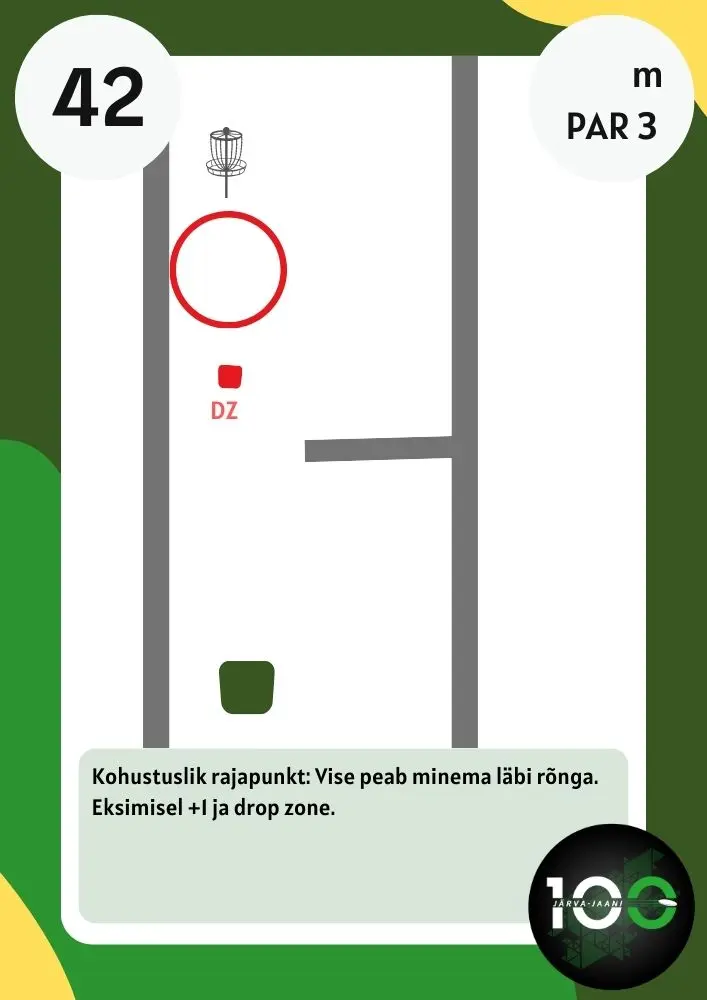 42
m
PAR 3
DZ
Kohustuslik rajapunkt: Vise peab minema läbi rõnga.
Eksimisel +1 ja drop zone.
100
JÄRVA-JAANI